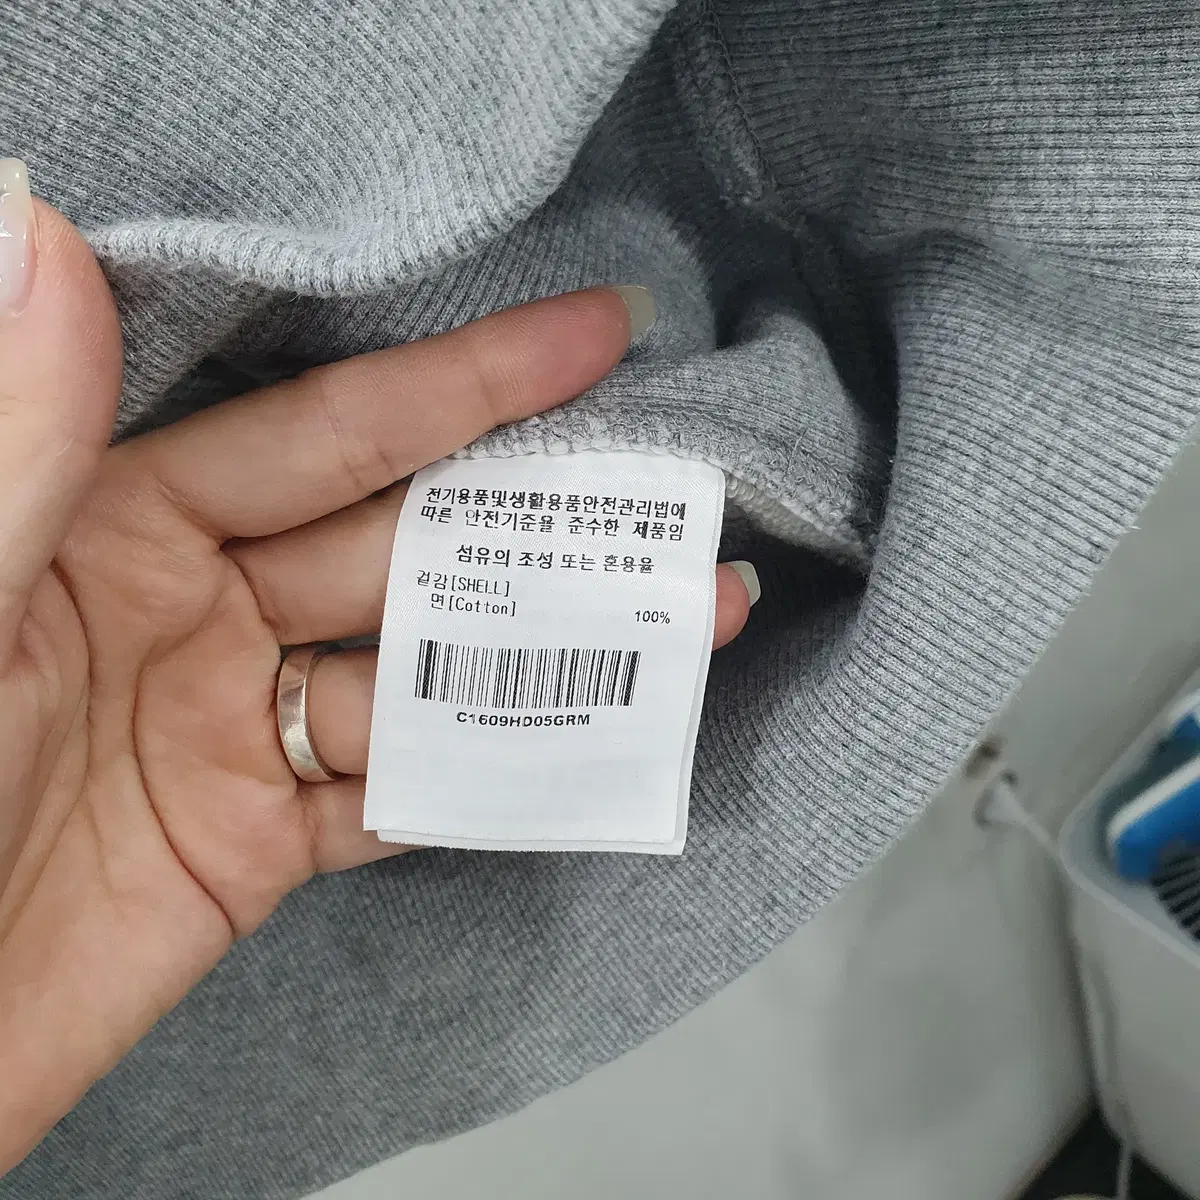 전기용품및생활용품안전관리법에
따른 안전기준을 준수한 제품임
섬유의 조성 또는 혼용율
겉감[SHELL]
면[Cotton] 100%
C1609HD05GRM